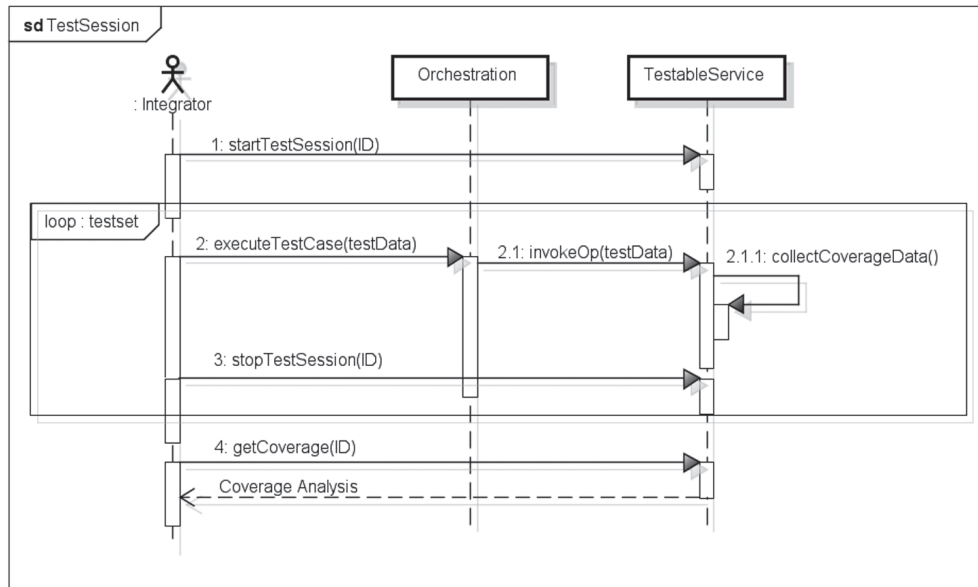 sd TestSession
: Integrator
Orchestration
TestableService
1: startTestSession(ID)
loop : testset
2: executeTestCase(testData)
2.1: invokeOp(testData)
2.1.1: collectCoverageData()
3: stopTestSession(ID)
4: getCoverage(ID)
Coverage Analysis